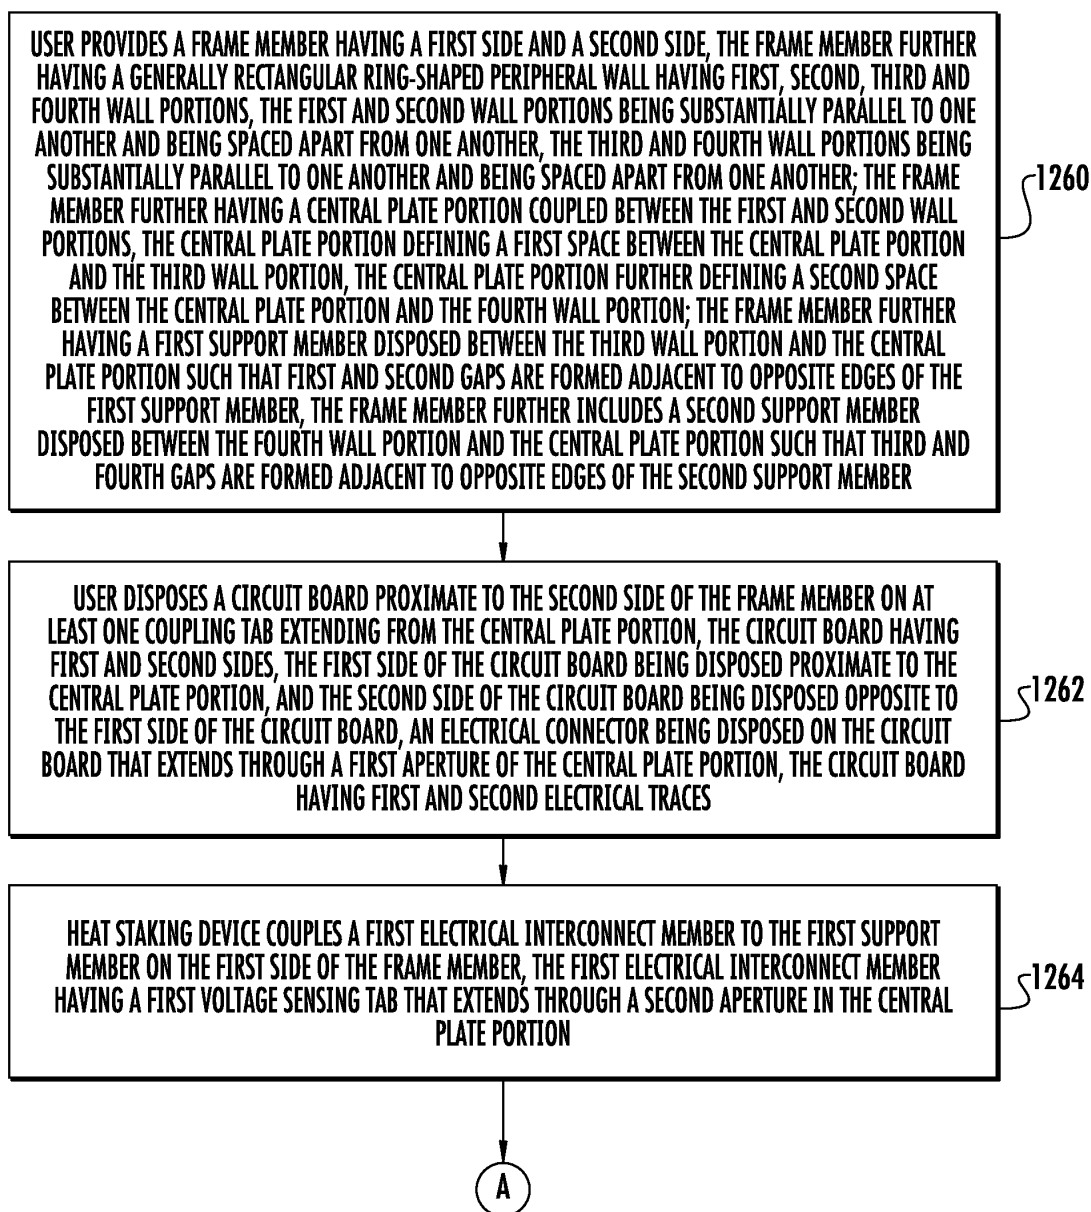 USER PROVIDES A FRAME MEMBER HAVING A FIRST SIDE AND A SECOND SIDE, THE FRAME MEMBER FURTHER
HAVING A GENERALLY RECTANGULAR RING-SHAPED PERIPHERAL WALL HAVING FIRST, SECOND, THIRD AND
FOURTH WALL PORTIONS, THE FIRST AND SECOND WALL PORTIONS BEING SUBSTANTIALLY PARALLEL TO ONE
ANOTHER AND BEING SPACED APART FROM ONE ANOTHER, THE THIRD AND FOURTH WALL PORTIONS BEING
SUBSTANTIALLY PARALLEL TO ONE ANOTHER AND BEING SPACED APART FROM ONE ANOTHER; THE FRAME
MEMBER FURTHER HAVING A CENTRAL PLATE PORTION COUPLED BETWEEN THE FIRST AND SECOND WALL
PORTIONS, THE CENTRAL PLATE PORTION DEFINING A FIRST SPACE BETWEEN THE CENTRAL PLATE PORTION
AND THE THIRD WALL PORTION, THE CENTRAL PLATE PORTION FURTHER DEFINING A SECOND SPACE
BETWEEN THE CENTRAL PLATE PORTION AND THE FOURTH WALL PORTION; THE FRAME MEMBER FURTHER
HAVING A FIRST SUPPORT MEMBER DISPOSED BETWEEN THE THIRD WALL PORTION AND THE CENTRAL
PLATE PORTION SUCH THAT FIRST AND SECOND GAPS ARE FORMED ADJACENT TO OPPOSITE EDGES OF THE
FIRST SUPPORT MEMBER, THE FRAME MEMBER FURTHER INCLUDES A SECOND SUPPORT MEMBER
DISPOSED BETWEEN THE FOURTH WALL PORTION AND THE CENTRAL PLATE PORTION SUCH THAT THIRD AND
FOURTH GAPS ARE FORMED ADJACENT TO OPPOSITE EDGES OF THE SECOND SUPPORT MEMBER
1260
USER DISPOSES A CIRCUIT BOARD PROXIMATE TO THE SECOND SIDE OF THE FRAME MEMBER ON AT
LEAST ONE COUPLING TAB EXTENDING FROM THE CENTRAL PLATE PORTION, THE CIRCUIT BOARD HAVING
FIRST AND SECOND SIDES, THE FIRST SIDE OF THE CIRCUIT BOARD BEING DISPOSED PROXIMATE TO THE
CENTRAL PLATE PORTION, AND THE SECOND SIDE OF THE CIRCUIT BOARD BEING DISPOSED OPPOSITE TO
THE FIRST SIDE OF THE CIRCUIT BOARD, AN ELECTRICAL CONNECTOR BEING DISPOSED ON THE CIRCUIT
BOARD THAT EXTENDS THROUGH A FIRST APERTURE OF THE CENTRAL PLATE PORTION, THE CIRCUIT BOARD
HAVING FIRST AND SECOND ELECTRICAL TRACES
1262
HEAT STAKING DEVICE COUPLES A FIRST ELECTRICAL INTERCONNECT MEMBER TO THE FIRST SUPPORT
MEMBER ON THE FIRST SIDE OF THE FRAME MEMBER, THE FIRST ELECTRICAL INTERCONNECT MEMBER
HAVING A FIRST VOLTAGE SENSING TAB THAT EXTENDS THROUGH A SECOND APERTURE IN THE CENTRAL
PLATE PORTION
1264
A